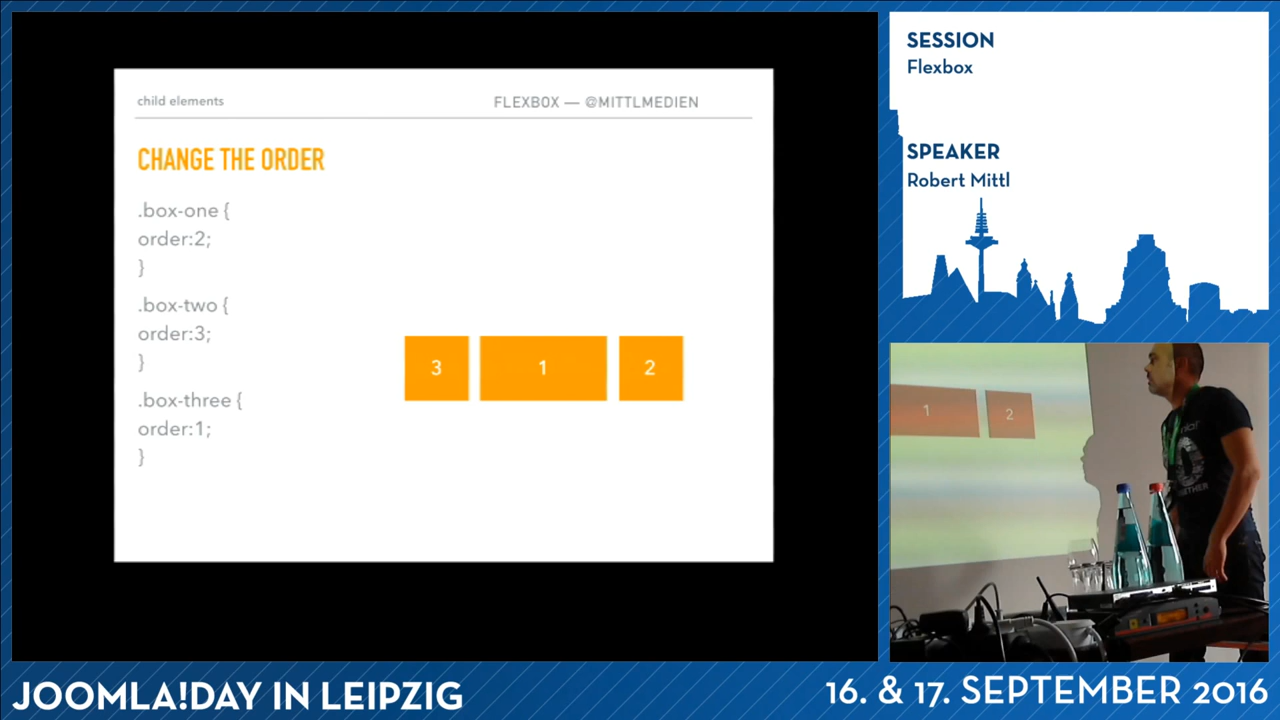 child elements
FLEXBOX — @MITTLMEDIEN
CHANGE THE ORDER
.box-one {
order:2;
}
.box-two {
order:3;
}
.box-three {
order:1;
}
3 1 2
SESSION
Flexbox
SPEAKER
Robert Mittl
1 2
JOOMLA!DAY IN LEIPZIG
16. & 17. SEPTEMBER 2016